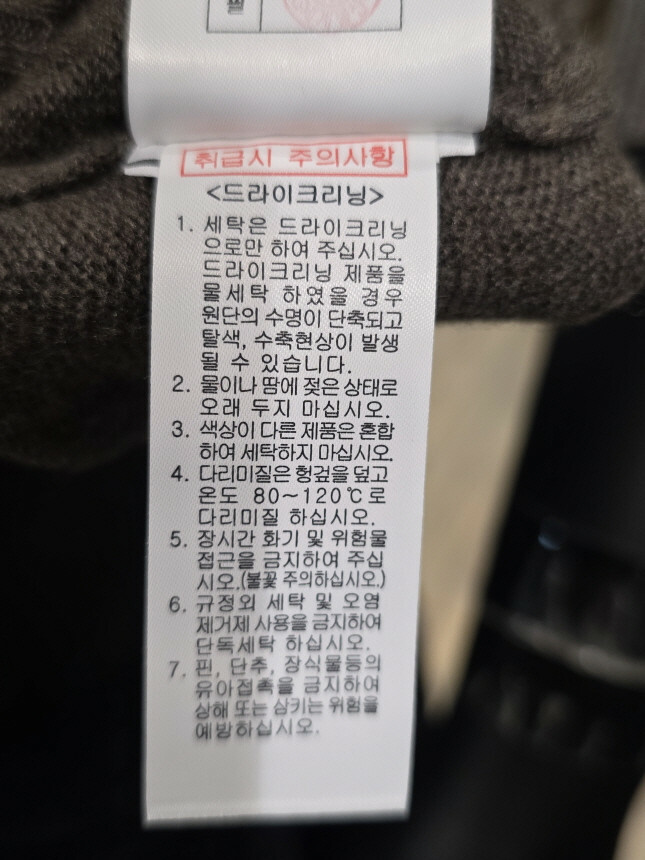 필
취급시 주의사항
<드라이크리닝>
1. 세탁은 드라이크리닝
으로만 하여 주십시오.
드라이크리닝 제품을
물세탁 하였을 경우
원단의 수명이 단축되고
탈색, 수축현상이 발생
될 수 있습니다.
2. 물이나 땀에 젖은 상태로
오래 두지 마십시오.
3. 색상이 다른 제품은 혼합
하여 세탁하지 마십시오.
4. 다리미질은 헝겊을 덮고
온도 80~120℃로
다리미질 하십시오.
5. 장시간 화기 및 위험물
접근을 금지하여 주십
시오.(불꽃 주의하십시오.)
6. 규정외 세탁 및 오염
제거제 사용을 금지하여
단독세탁 하십시오.
7. 핀, 단추, 장식물등의
유아접촉을 금지하여
상해 또는 삼키는 위험을
예방하십시오.